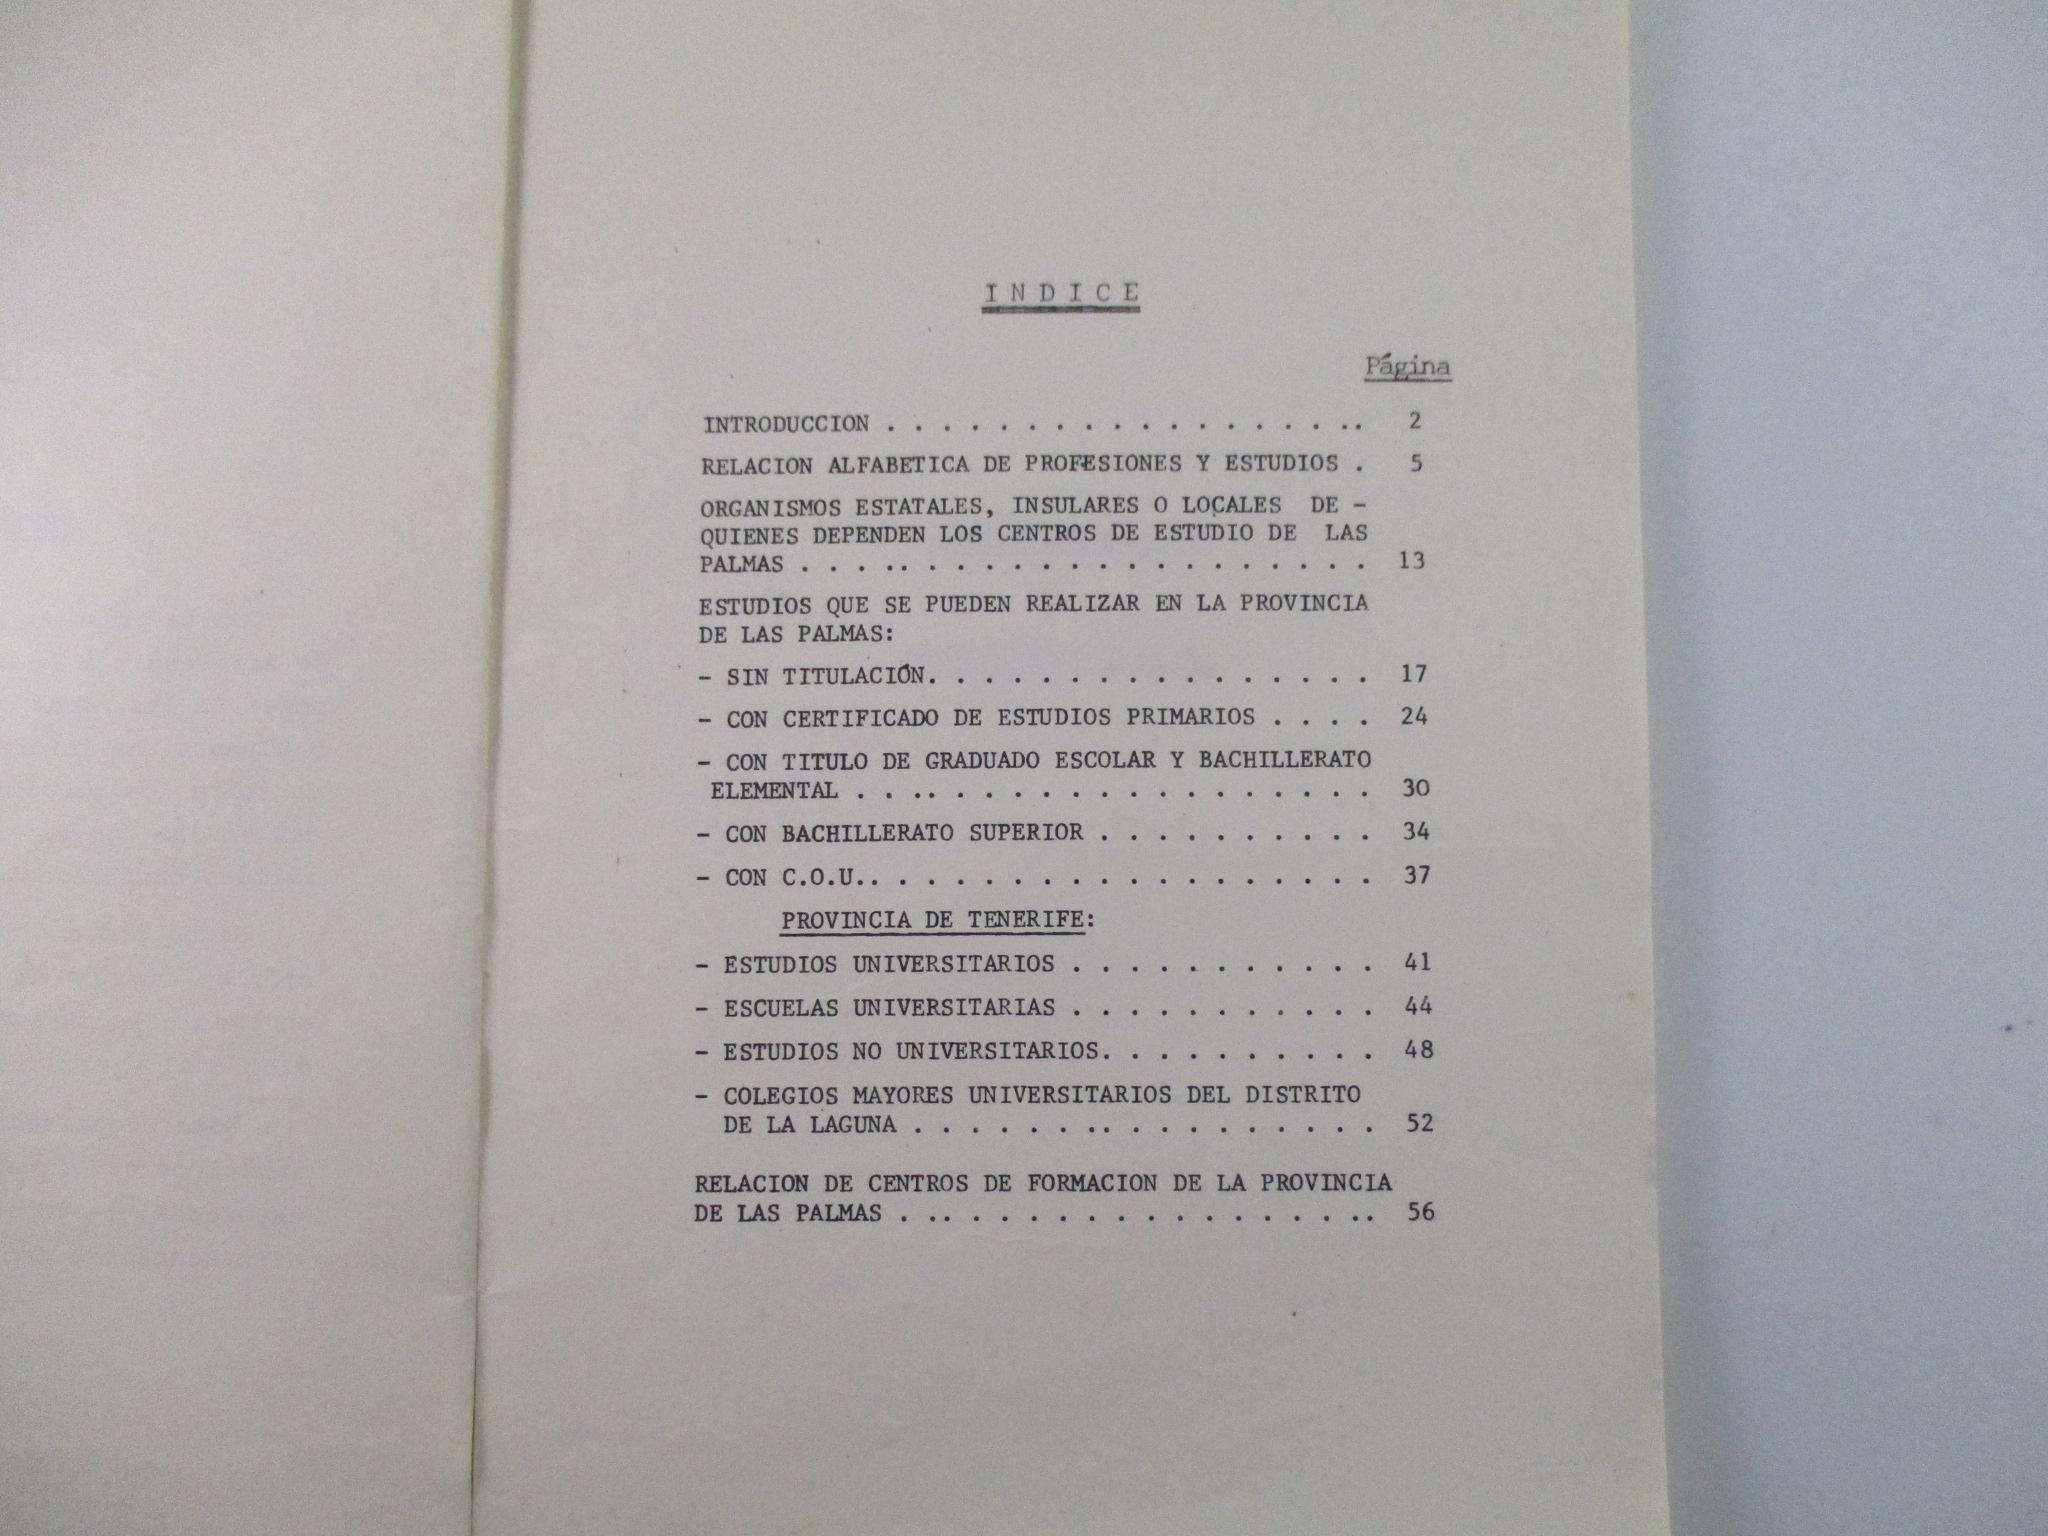 I N D I C E
Página
INTRODUCCION . . . . . . . . . . . . . . . . . .. 2
RELACION ALFABETICA DE PROFESIONES Y ESTUDIOS . 5
ORGANISMOS ESTATALES, INSULARES O LOCALES DE -
QUIENES DEPENDEN LOS CENTROS DE ESTUDIO DE LAS
PALMAS . . . . .. . . . . . . . . . . . . . . . . 13
ESTUDIOS QUE SE PUEDEN REALIZAR EN LA PROVINCIA
DE LAS PALMAS:
- SIN TITULACIÓN. . . . . . . . . . . . . . . . 17
- CON CERTIFICADO DE ESTUDIOS PRIMARIOS . . . . 24
- CON TITULO DE GRADUADO ESCOLAR Y BACHILLERATO
ELEMENTAL . . . .. . . . . . . . . . . . . . . . 30
- CON BACHILLERATO SUPERIOR . . . . . . . . . . 34
- CON C.O.U.. . . . . . . . . . . . . . . . . . 37
PROVINCIA DE TENERIFE:
- ESTUDIOS UNIVERSITARIOS . . . . . . . . . . . 41
- ESCUELAS UNIVERSITARIAS . . . . . . . . . . . 44
- ESTUDIOS NO UNIVERSITARIOS. . . . . . . . . . 48
- COLEGIOS MAYORES UNIVERSITARIOS DEL DISTRITO
DE LA LAGUNA . . . . . . .. . . . . . . . . . 52
RELACION DE CENTROS DE FORMACION DE LA PROVINCIA
DE LAS PALMAS . .. . . . . . . . . . . . . . . .. 56